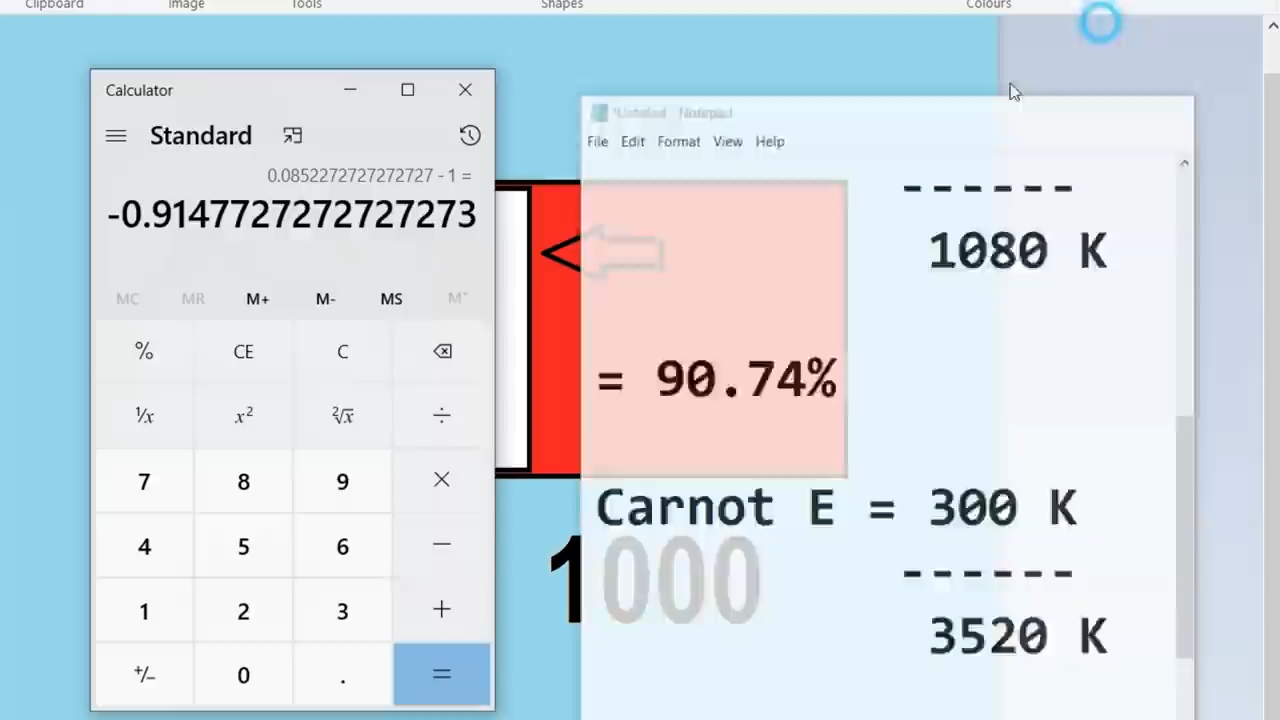 Clipboard
Image
Tools
Shapes
Colours
Calculator
Standard
0.0852272727272727 - 1 =
-0.9147727272727273
MC MR M+ M- MS M˅
% CE C
¹/x x² ²√x ÷
7 8 9 ×
4 5 6 −
1 2 3 +
+/− 0 . =
*Untitled - Notepad
File Edit Format View Help
------
1080 K
= 90.74%
Carnot E = 300 K
------
3520 K
<
1000